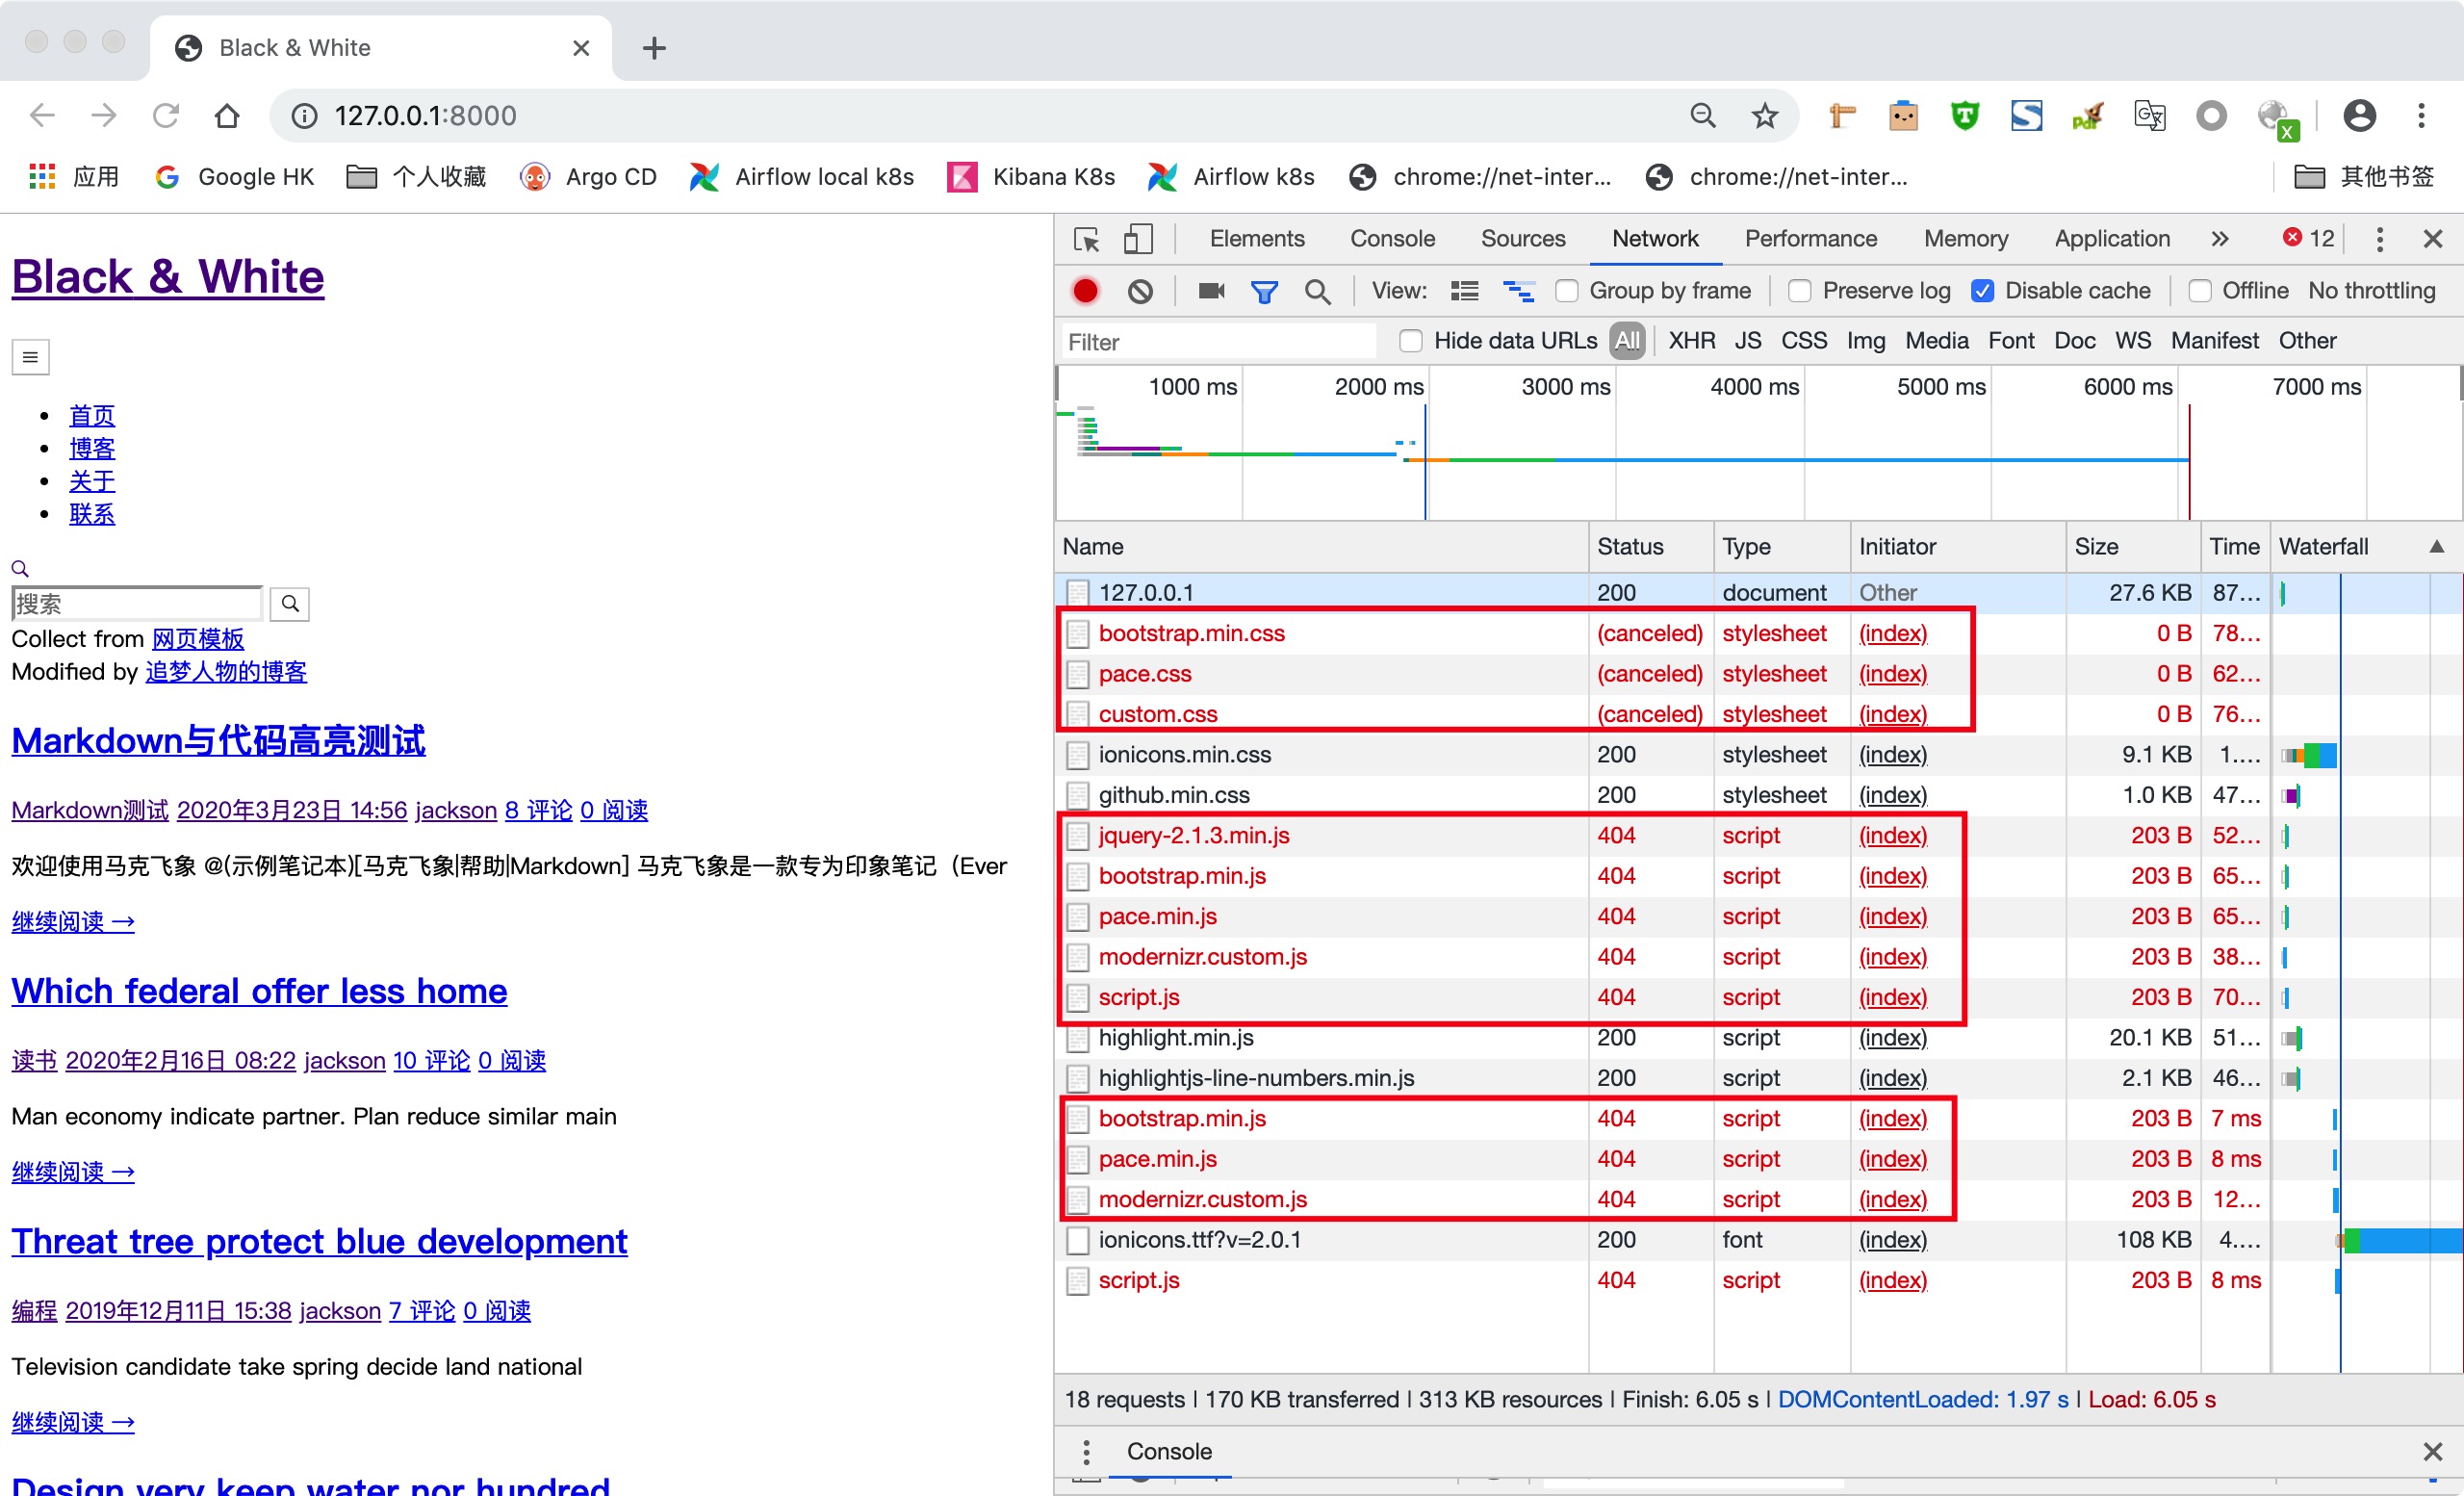 Black & White
127.0.0.1:8000
应用 Google HK 个人收藏 Argo CD Airflow local k8s Kibana K8s Airflow k8s chrome://net-inter... chrome://net-inter... 其他书签
Black & White
首页
博客
关于
联系
搜索
Collect from 网页模板
Modified by 追梦人物的博客
Markdown与代码高亮测试
Markdown测试 2020年3月23日 14:56 jackson 8 评论 0 阅读
欢迎使用马克飞象 @(示例笔记本)[马克飞象|帮助|Markdown] 马克飞象是一款专为印象笔记（Ever
继续阅读 →
Which federal offer less home
读书 2020年2月16日 08:22 jackson 10 评论 0 阅读
Man economy indicate partner. Plan reduce similar main
继续阅读 →
Threat tree protect blue development
编程 2019年12月11日 15:38 jackson 7 评论 0 阅读
Television candidate take spring decide land national
继续阅读 →
Design very keep water nor hundred
Elements Console Sources Network Performance Memory Application » 12
View: Group by frame Preserve log Disable cache Offline No throttling
Filter Hide data URLs All XHR JS CSS Img Media Font Doc WS Manifest Other
1000 ms 2000 ms 3000 ms 4000 ms 5000 ms 6000 ms 7000 ms
Name Status Type Initiator Size Time Waterfall
127.0.0.1 200 document Other 27.6 KB 87...
bootstrap.min.css (canceled) stylesheet (index) 0 B 78...
pace.css (canceled) stylesheet (index) 0 B 62...
custom.css (canceled) stylesheet (index) 0 B 76...
ionicons.min.css 200 stylesheet (index) 9.1 KB 1....
github.min.css 200 stylesheet (index) 1.0 KB 47...
jquery-2.1.3.min.js 404 script (index) 203 B 52...
bootstrap.min.js 404 script (index) 203 B 65...
pace.min.js 404 script (index) 203 B 65...
modernizr.custom.js 404 script (index) 203 B 38...
script.js 404 script (index) 203 B 70...
highlight.min.js 200 script (index) 20.1 KB 51...
highlightjs-line-numbers.min.js 200 script (index) 2.1 KB 46...
bootstrap.min.js 404 script (index) 203 B 7 ms
pace.min.js 404 script (index) 203 B 8 ms
modernizr.custom.js 404 script (index) 203 B 12...
ionicons.ttf?v=2.0.1 200 font (index) 108 KB 4....
script.js 404 script (index) 203 B 8 ms
18 requests | 170 KB transferred | 313 KB resources | Finish: 6.05 s | DOMContentLoaded: 1.97 s | Load: 6.05 s
Console